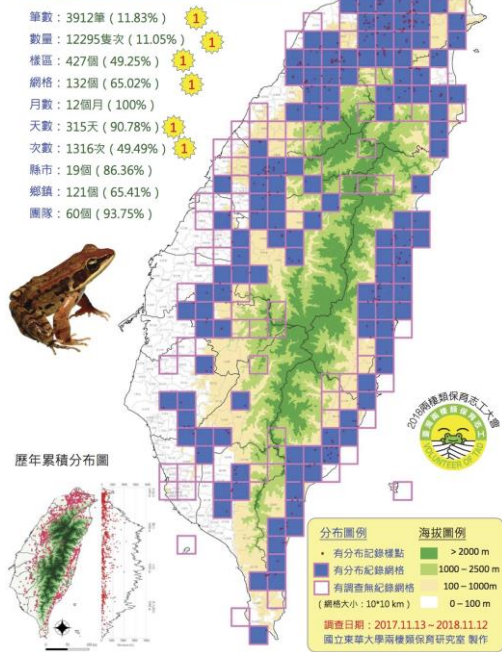 筆數：3912筆 ( 11.83% ) 1
數量：12295隻次 ( 11.05% ) 1
樣區：427個 ( 49.25% ) 1
網格：132個 ( 65.02% ) 1
月數：12個月 ( 100% )
天數：315天 ( 90.78% ) 1
次數：1316次 ( 49.49% ) 1
縣市：19個 ( 86.36% )
鄉鎮：121個 ( 65.41% )
團隊：60個 ( 93.75% )
2018兩棲類保育志工大會
VOLUNTEER OF TAD
歷年累積分布圖
分布圖例
有分布記錄樣點
有分布紀錄網格
有調查無紀錄網格
( 網格大小：10*10 km )
海拔圖例
> 2000 m
1000 – 2500 m
100 – 1000m
0 – 100 m
調查日期：2017.11.13 ~ 2018.11.12
國立東華大學兩棲類保育研究室 製作